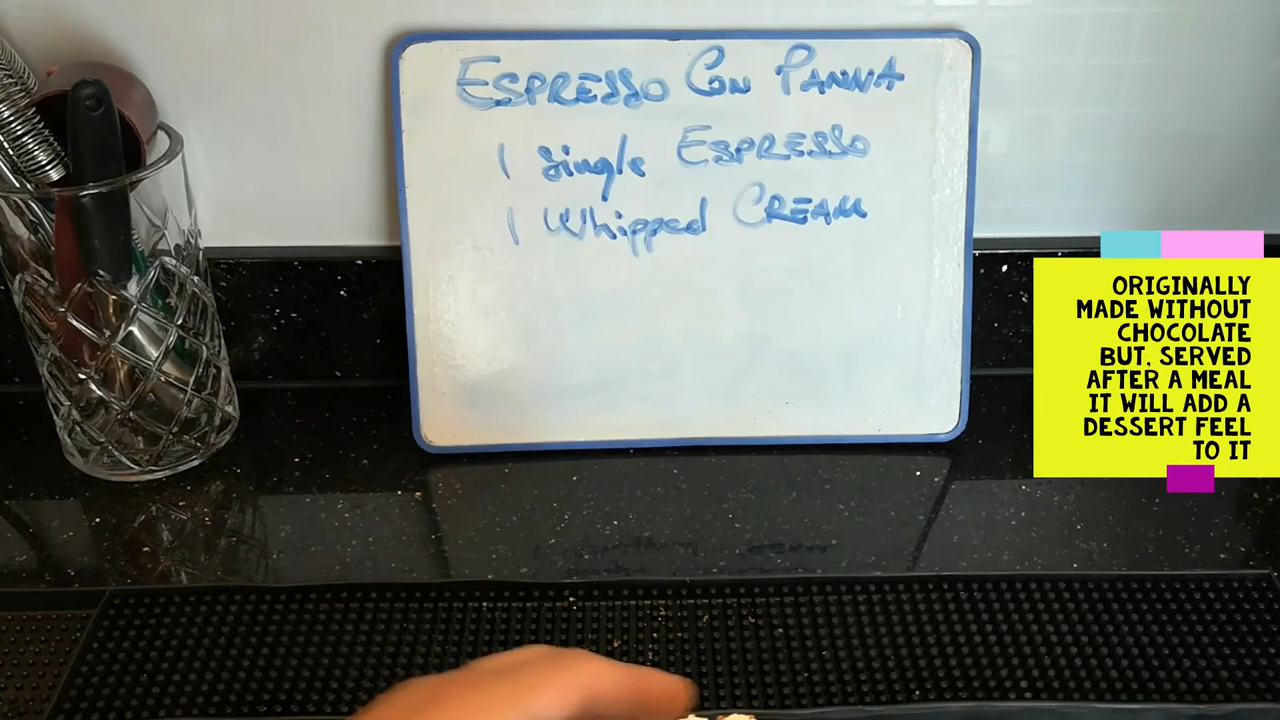 ESPRESSO CON PANNA
1 single ESPRESSO
1 Whipped CREAM
ORIGINALLY
MADE WITHOUT
CHOCOLATE
BUT, SERVED
AFTER A MEAL
IT WILL ADD A
DESSERT FEEL
TO IT